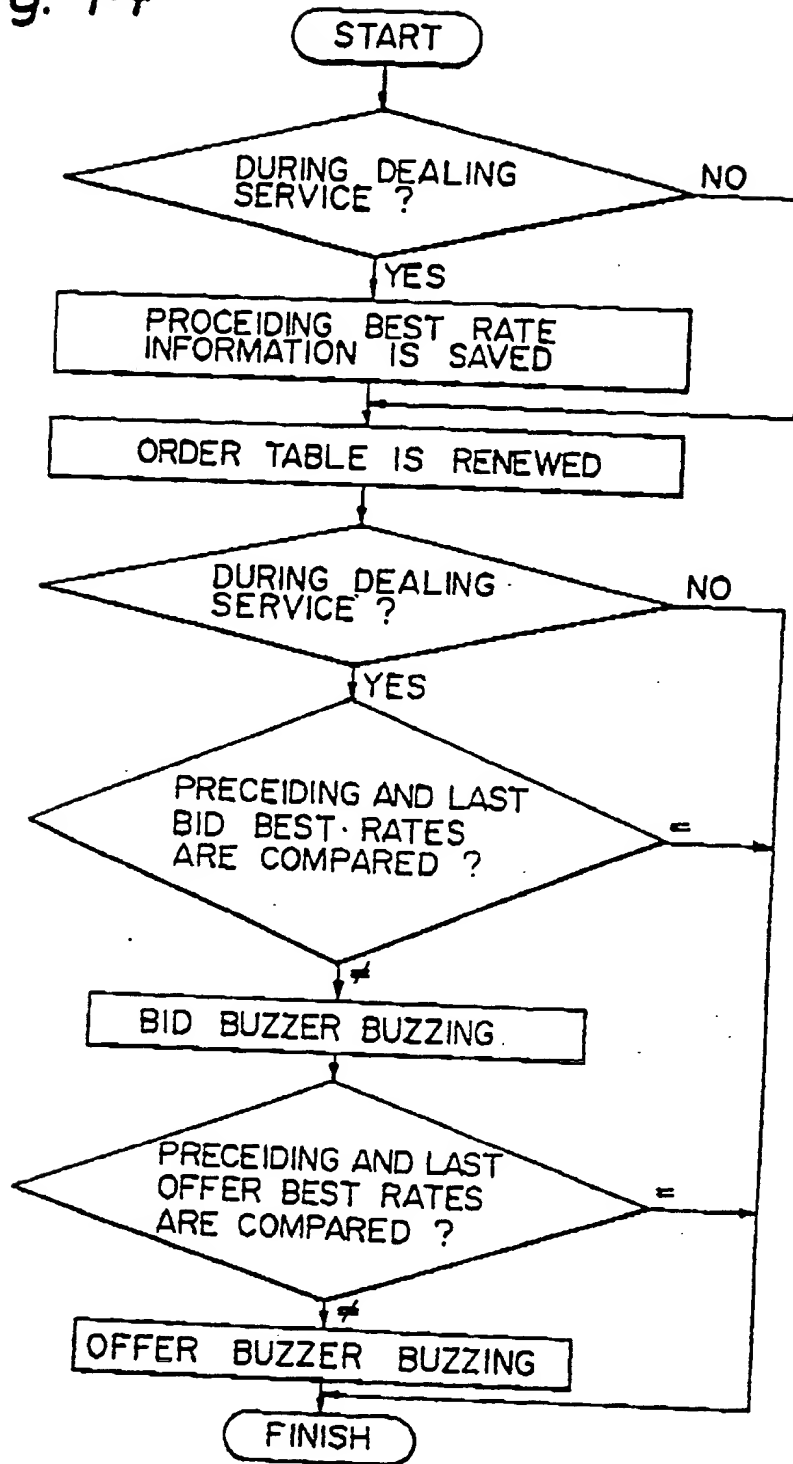 START
DURING DEALING
SERVICE ?
NO
YES
PROCEIDING BEST RATE
INFORMATION IS SAVED
ORDER TABLE IS RENEWED
DURING DEALING
SERVICE ?
NO
YES
PRECEIDING AND LAST
BID BEST RATES
ARE COMPARED ?
=
≠
BID BUZZER BUZZING
PRECEIDING AND LAST
OFFER BEST RATES
ARE COMPARED ?
=
≠
OFFER BUZZER BUZZING
FINISH